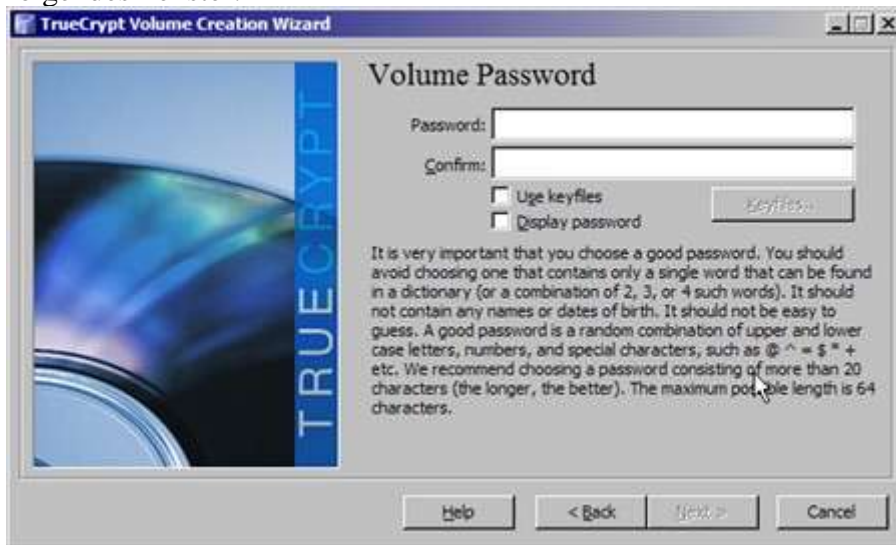 TrueCrypt Volume Creation Wizard
TRUECRYPT
Volume Password
Password:
Confirm:
Use keyfiles
Keyfiles...
Display password
It is very important that you choose a good password. You should
avoid choosing one that contains only a single word that can be found
in a dictionary (or a combination of 2, 3, or 4 such words). It should
not contain any names or dates of birth. It should not be easy to
guess. A good password is a random combination of upper and lower
case letters, numbers, and special characters, such as @ ^ = $ * +
etc. We recommend choosing a password consisting of more than 20
characters (the longer, the better). The maximum possible length is 64
characters.
Help
< Back
Next >
Cancel